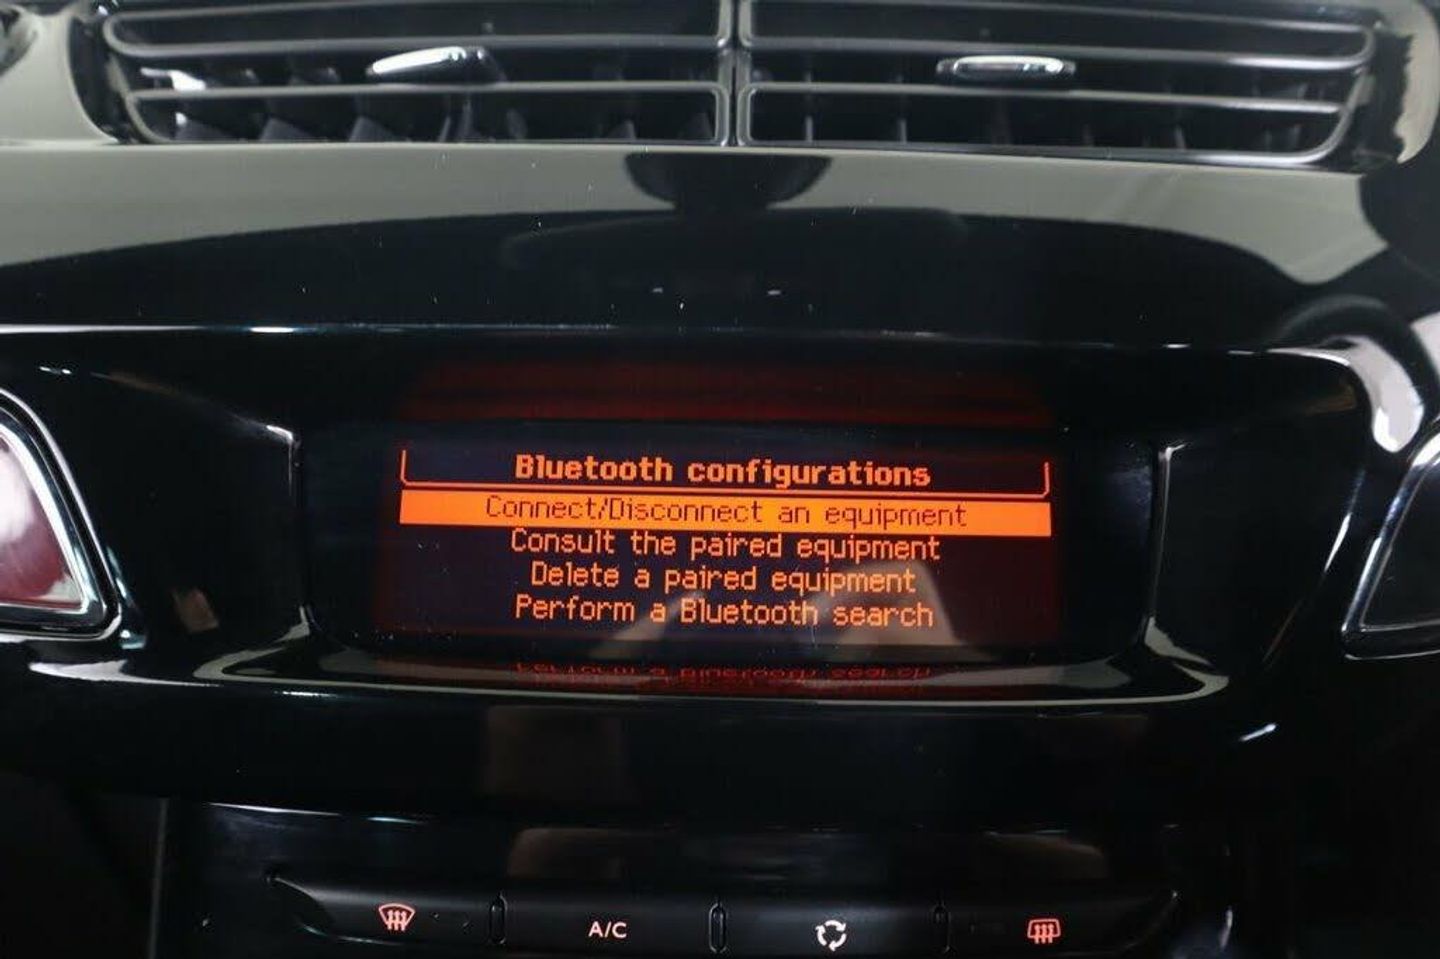 Bluetooth configurations
Connect/Disconnect an equipment
Consult the paired equipment
Delete a paired equipment
Perform a Bluetooth search
A/C